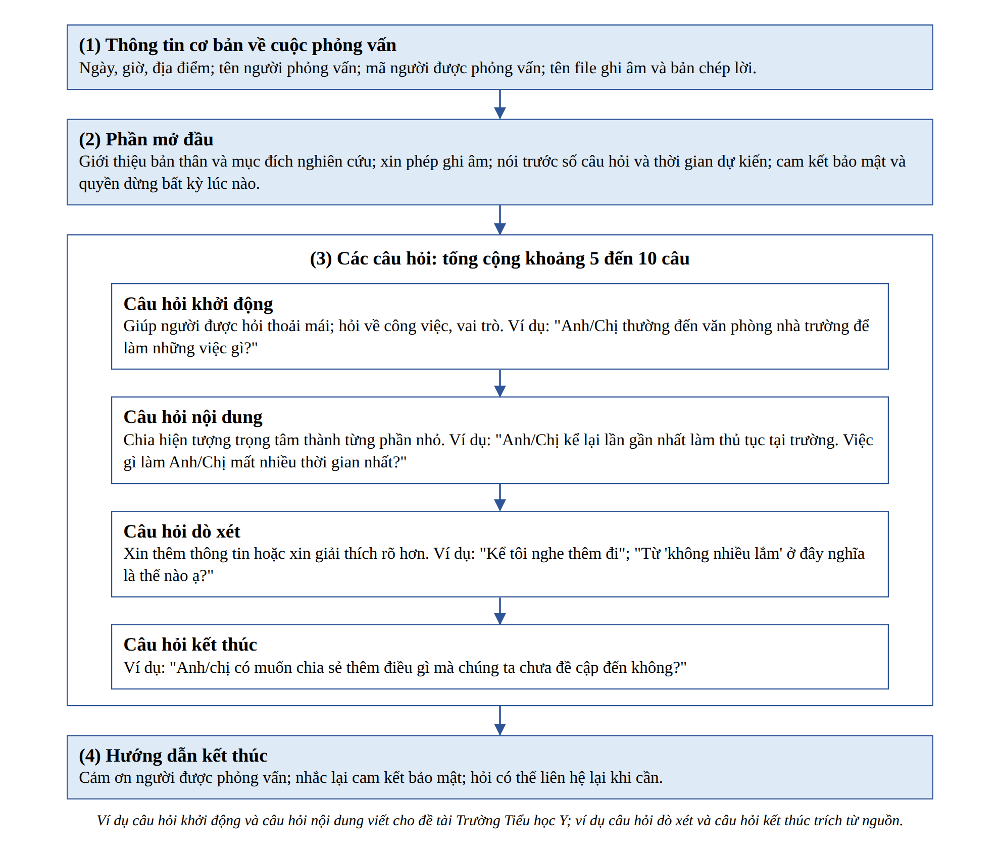 (1) Thông tin cơ bản về cuộc phỏng vấn
Ngày, giờ, địa điểm; tên người phỏng vấn; mã người được phỏng vấn; tên file ghi âm và bản chép lời.
(2) Phần mở đầu
Giới thiệu bản thân và mục đích nghiên cứu; xin phép ghi âm; nói trước số câu hỏi và thời gian dự kiến; cam kết bảo mật và
quyền dừng bất kỳ lúc nào.
(3) Các câu hỏi: tổng cộng khoảng 5 đến 10 câu
Câu hỏi khởi động
Giúp người được hỏi thoải mái; hỏi về công việc, vai trò. Ví dụ: "Anh/Chị thường đến văn phòng nhà trường để
làm những việc gì?"
Câu hỏi nội dung
Chia hiện tượng trọng tâm thành từng phần nhỏ. Ví dụ: "Anh/Chị kể lại lần gần nhất làm thủ tục tại trường. Việc
gì làm Anh/Chị mất nhiều thời gian nhất?"
Câu hỏi dò xét
Xin thêm thông tin hoặc xin giải thích rõ hơn. Ví dụ: "Kể tôi nghe thêm đi"; "Từ 'không nhiều lắm' ở đây nghĩa
là thế nào ạ?"
Câu hỏi kết thúc
Ví dụ: "Anh/chị có muốn chia sẻ thêm điều gì mà chúng ta chưa đề cập đến không?"
(4) Hướng dẫn kết thúc
Cảm ơn người được phỏng vấn; nhắc lại cam kết bảo mật; hỏi có thể liên hệ lại khi cần.
Ví dụ câu hỏi khởi động và câu hỏi nội dung viết cho đề tài Trường Tiểu học Y; ví dụ câu hỏi dò xét và câu hỏi kết thúc trích từ nguồn.